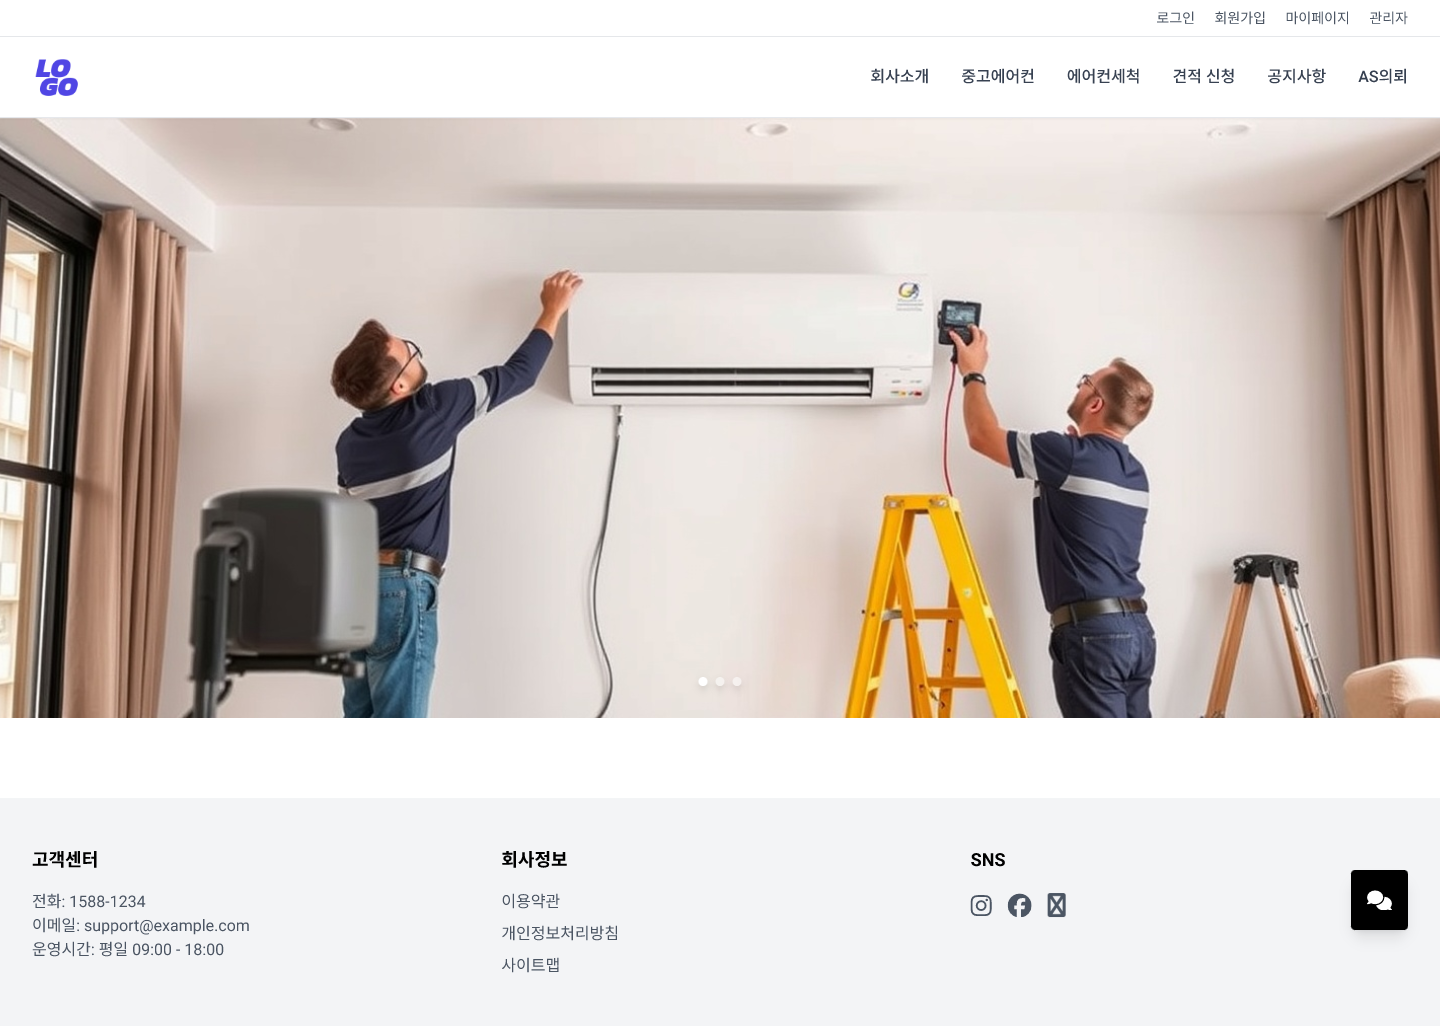 로그인 회원가입 마이페이지 관리자
LO
GO
회사소개 중고에어컨 에어컨세척 견적 신청 공지사항 AS의뢰
고객센터
전화: 1588-1234
이메일: support@example.com
운영시간: 평일 09:00 - 18:00
회사정보
이용약관
개인정보처리방침
사이트맵
SNS